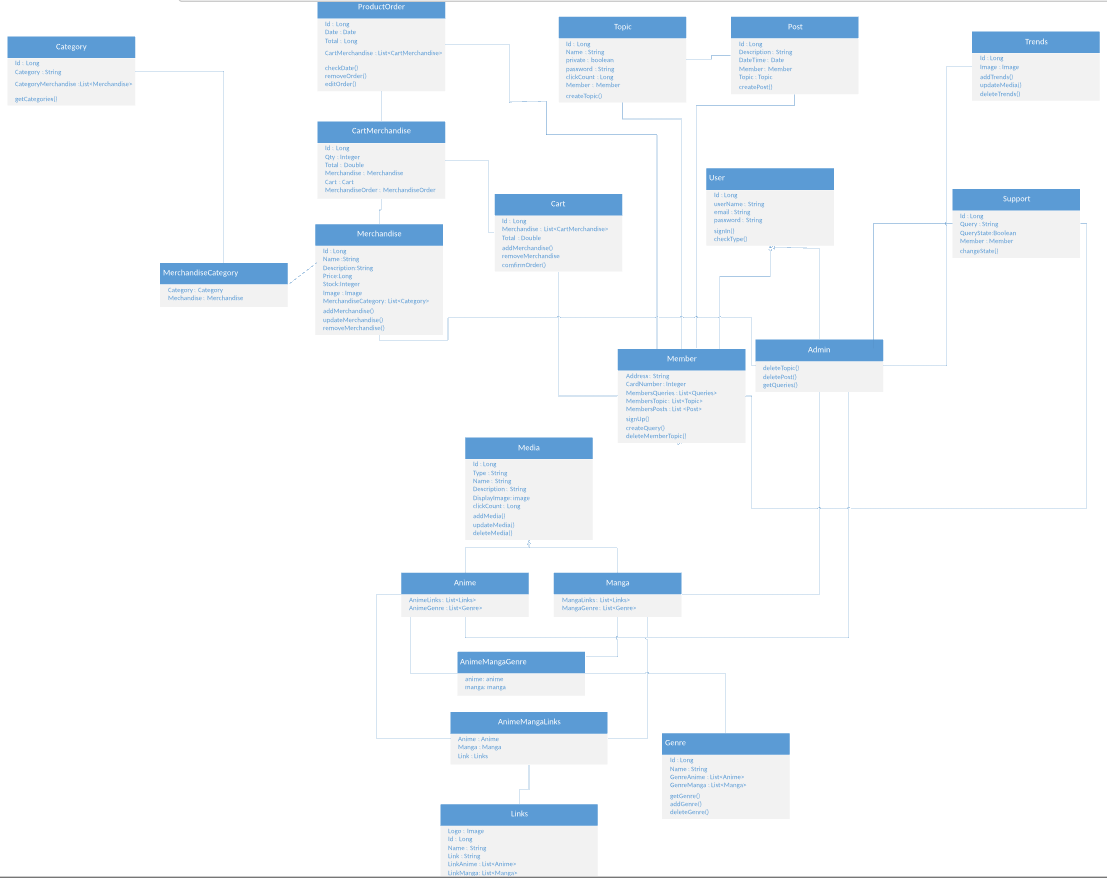 ProductOrder
Id : Long
Date : Date
Total : Long
CartMerchandise : List<CartMerchandise>
checkDate()
removeOrder()
editOrder()
Category
Id : Long
Category : String
CategoryMerchandise :List<Merchandise>
getCategories()
Topic
Id : Long
Name : String
private : boolean
password : String
clickCount : Long
Member : Member
createTopic()
Post
Id : Long
Description : String
DateTime : Date
Member : Member
Topic : Topic
createPost()
Trends
Id : Long
Image : Image
addTrends()
updateMedia()
deleteTrends()
CartMerchandise
Id : Long
Qty : Integer
Total : Double
Merchandise : Merchandise
Cart : Cart
MerchandiseOrder : MerchandiseOrder
User
Id : Long
userName : String
email : String
password : String
signIn()
checkType()
Cart
Id : Long
Merchandise : List<CartMerchandise>
Total : Double
addMerchandise()
removeMerchandise
comfirmOrder()
Support
Id : Long
Query : String
QueryState:Boolean
Member : Member
changeState()
Merchandise
Id : Long
Name :String
Description:String
Price:Long
Stock:Integer
Image : Image
MerchandiseCategory: List<Category>
addMerchandise()
updateMerchandise()
removeMerchandise()
MerchandiseCategory
Category : Category
Mechandise : Merchandise
Member
Address : String
CardNumber : Integer
MembersQueries : List<Queries>
MembersTopic : List<Topic>
MembersPosts : List <Post>
signUp()
createQuery()
deleteMemberTopic()
Admin
deleteTopic()
deletePost()
getQueries()
Media
Id : Long
Type : String
Name : String
Description : String
DisplayImage :image
clickCount : Long
addMedia()
updateMedia()
deleteMedia()
Anime
AnimeLinks : List<Links>
AnimeGenre : List<Genre>
Manga
MangaLinks : List<Links>
MangaGenre : List<Genre>
AnimeMangaGenre
anime: anime
manga: manga
AnimeMangaLinks
Anime : Anime
Manga : Manga
Link : Links
Genre
Id : Long
Name : String
GenreAnime : List<Anime>
GenreManga : List<Manga>
getGenre()
addGenre()
deleteGenre()
Links
Logo : Image
Id : Long
Name : String
Link : String
LinkAnime : List<Anime>
LinkManga: List<Manga>